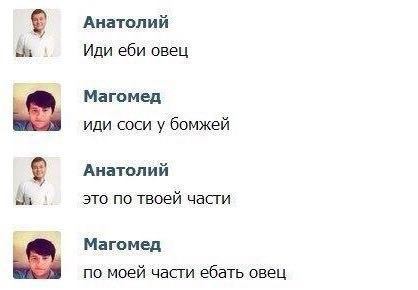 Анатолий
Иди еби овец
Магомед
иди соси у бомжей
Анатолий
это по твоей части
Магомед
по моей части ебать овец